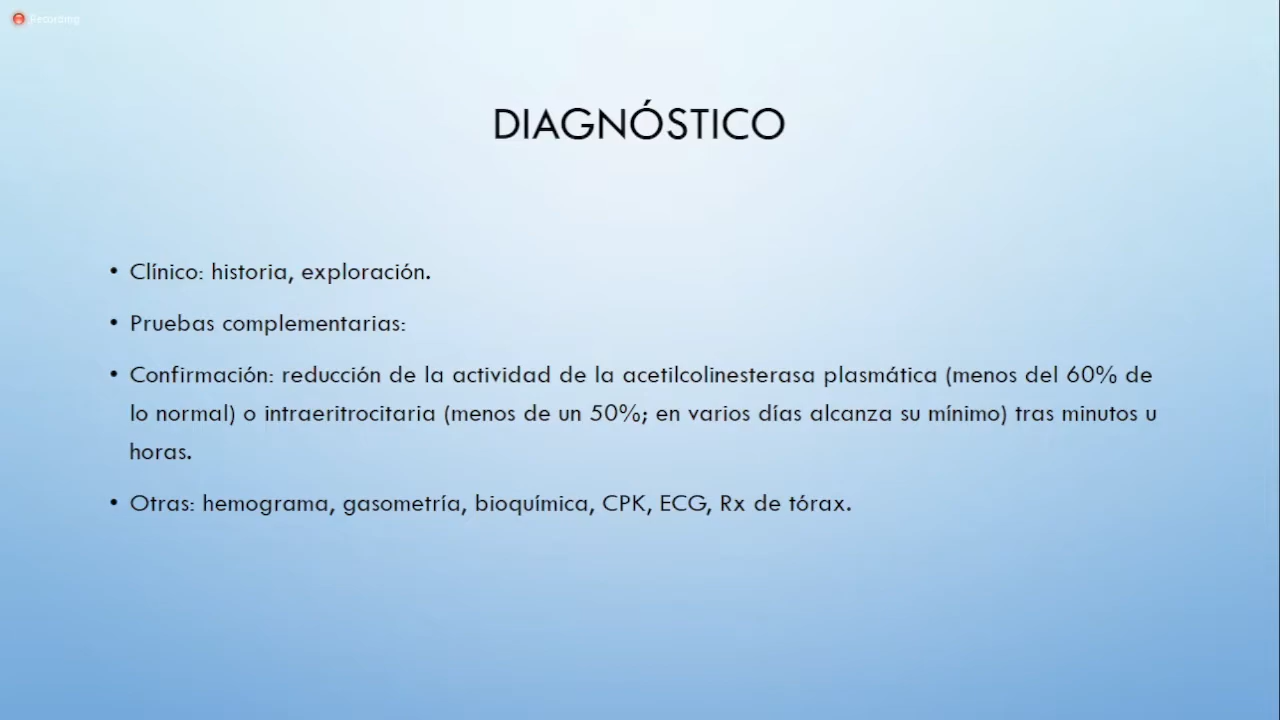 Recording
DIAGNÓSTICO
• Clínico: historia, exploración.
• Pruebas complementarias:
• Confirmación: reducción de la actividad de la acetilcolinesterasa plasmática (menos del 60% de
lo normal) o intraeritrocitaria (menos de un 50%; en varios días alcanza su mínimo) tras minutos u
horas.
• Otras: hemograma, gasometría, bioquímica, CPK, ECG, Rx de tórax.